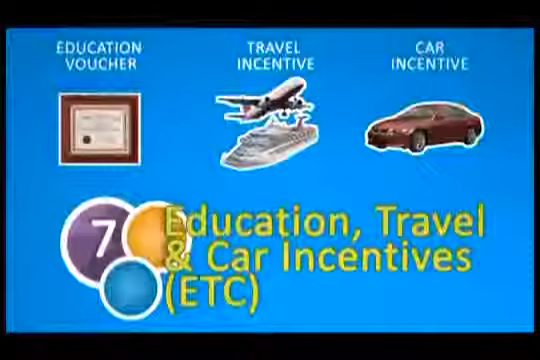 EDUCATION VOUCHER
TRAVEL INCENTIVE
CAR INCENTIVE
7
Education, Travel
& Car Incentives
(ETC)